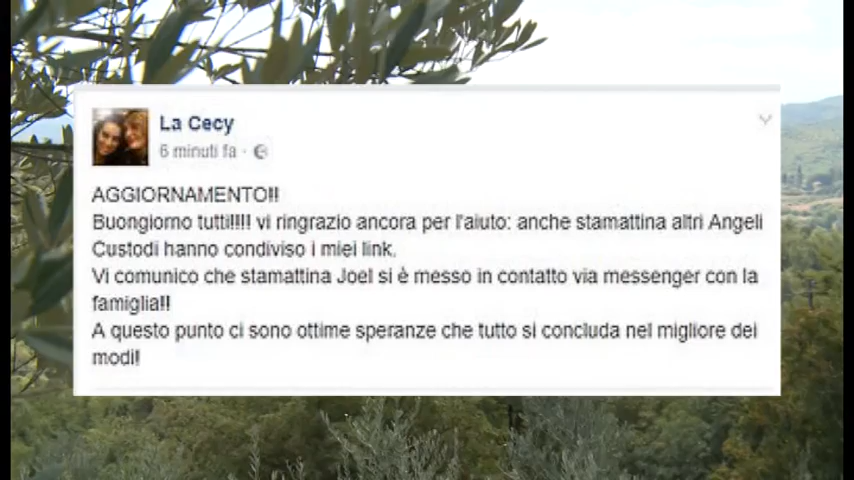 La Cecy
6 minuti fa ·
AGGIORNAMENTO!!
Buongiorno tutti!!!! vi ringrazio ancora per l'aiuto: anche stamattina altri Angeli
Custodi hanno condiviso i miei link.
Vi comunico che stamattina Joel si è messo in contatto via messenger con la
famiglia!!
A questo punto ci sono ottime speranze che tutto si concluda nel migliore dei
modi!